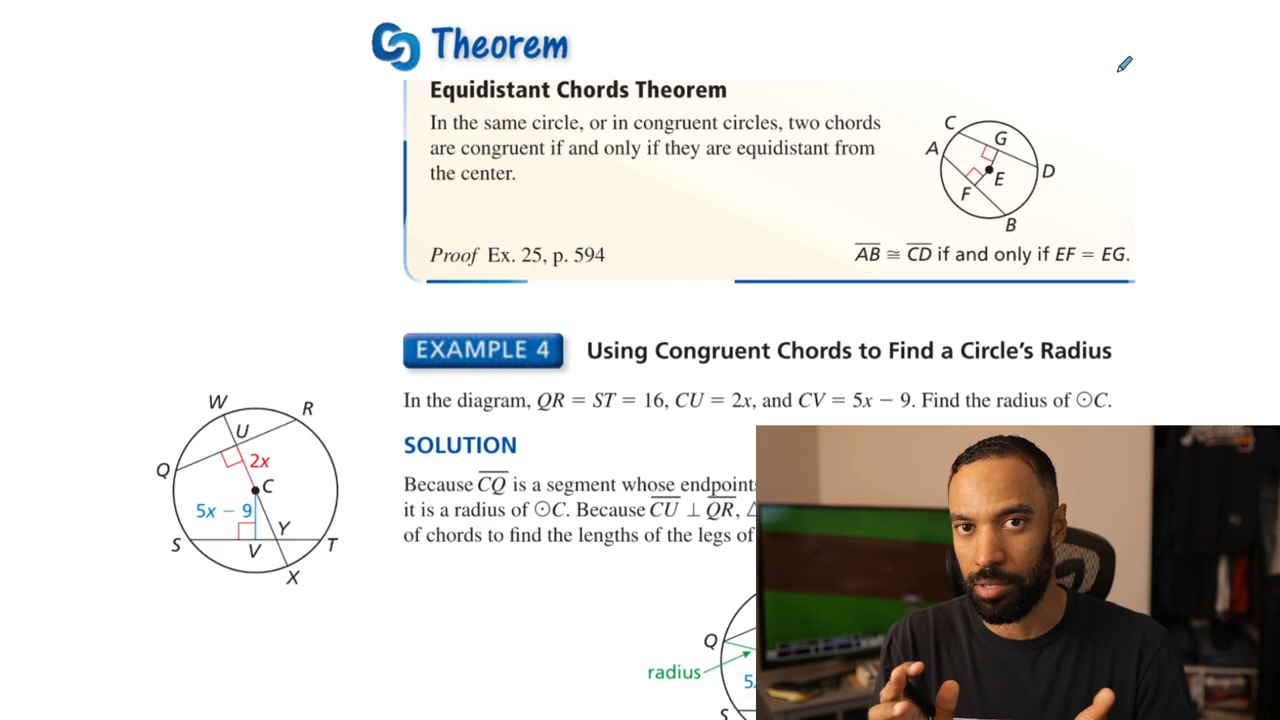 Theorem
Equidistant Chords Theorem
In the same circle, or in congruent circles, two chords
are congruent if and only if they are equidistant from
the center.
Proof Ex. 25, p. 594
C
A
G
E
D
F
B
AB ≅ CD if and only if EF = EG.
EXAMPLE 4 Using Congruent Chords to Find a Circle's Radius
In the diagram, QR = ST = 16, CU = 2x, and CV = 5x − 9. Find the radius of ⊙C.
W
R
U
Q
2x
C
5x − 9
Y
S
V
T
X
SOLUTION
Because CQ is a segment whose
it is a radius of ⊙C. Because CU ⊥ QR,
of chords to find the lengths of the legs of
Q
radius
5
S